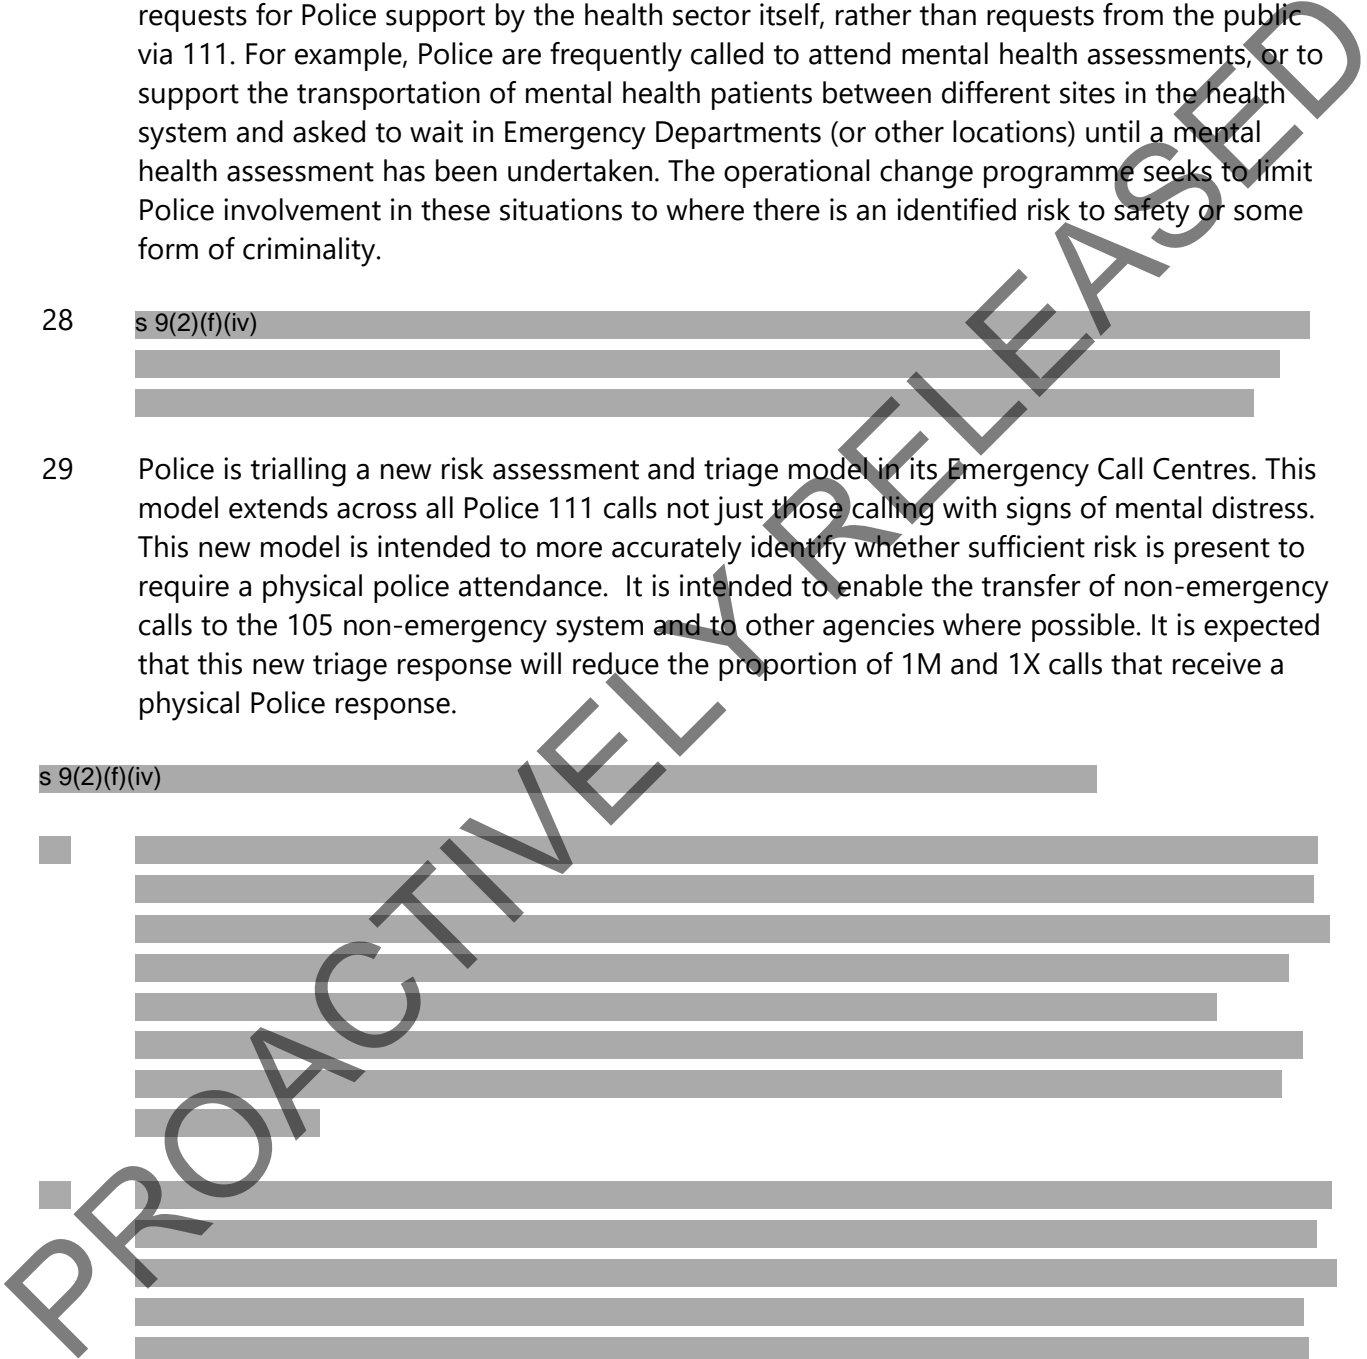 requests for Police support by the health sector itself, rather than requests from the public
via 111. For example, Police are frequently called to attend mental health assessments, or to
support the transportation of mental health patients between different sites in the health
system and asked to wait in Emergency Departments (or other locations) until a mental
health assessment has been undertaken. The operational change programme seeks to limit
Police involvement in these situations to where there is an identified risk to safety or some
form of criminality.
28 s 9(2)(f)(iv)
29 Police is trialling a new risk assessment and triage model in its Emergency Call Centres. This
model extends across all Police 111 calls not just those calling with signs of mental distress.
This new model is intended to more accurately identify whether sufficient risk is present to
require a physical police attendance.  It is intended to enable the transfer of non-emergency
calls to the 105 non-emergency system and to other agencies where possible. It is expected
that this new triage response will reduce the proportion of 1M and 1X calls that receive a
physical Police response.
s 9(2)(f)(iv)
PROACTIVELY RELEASED